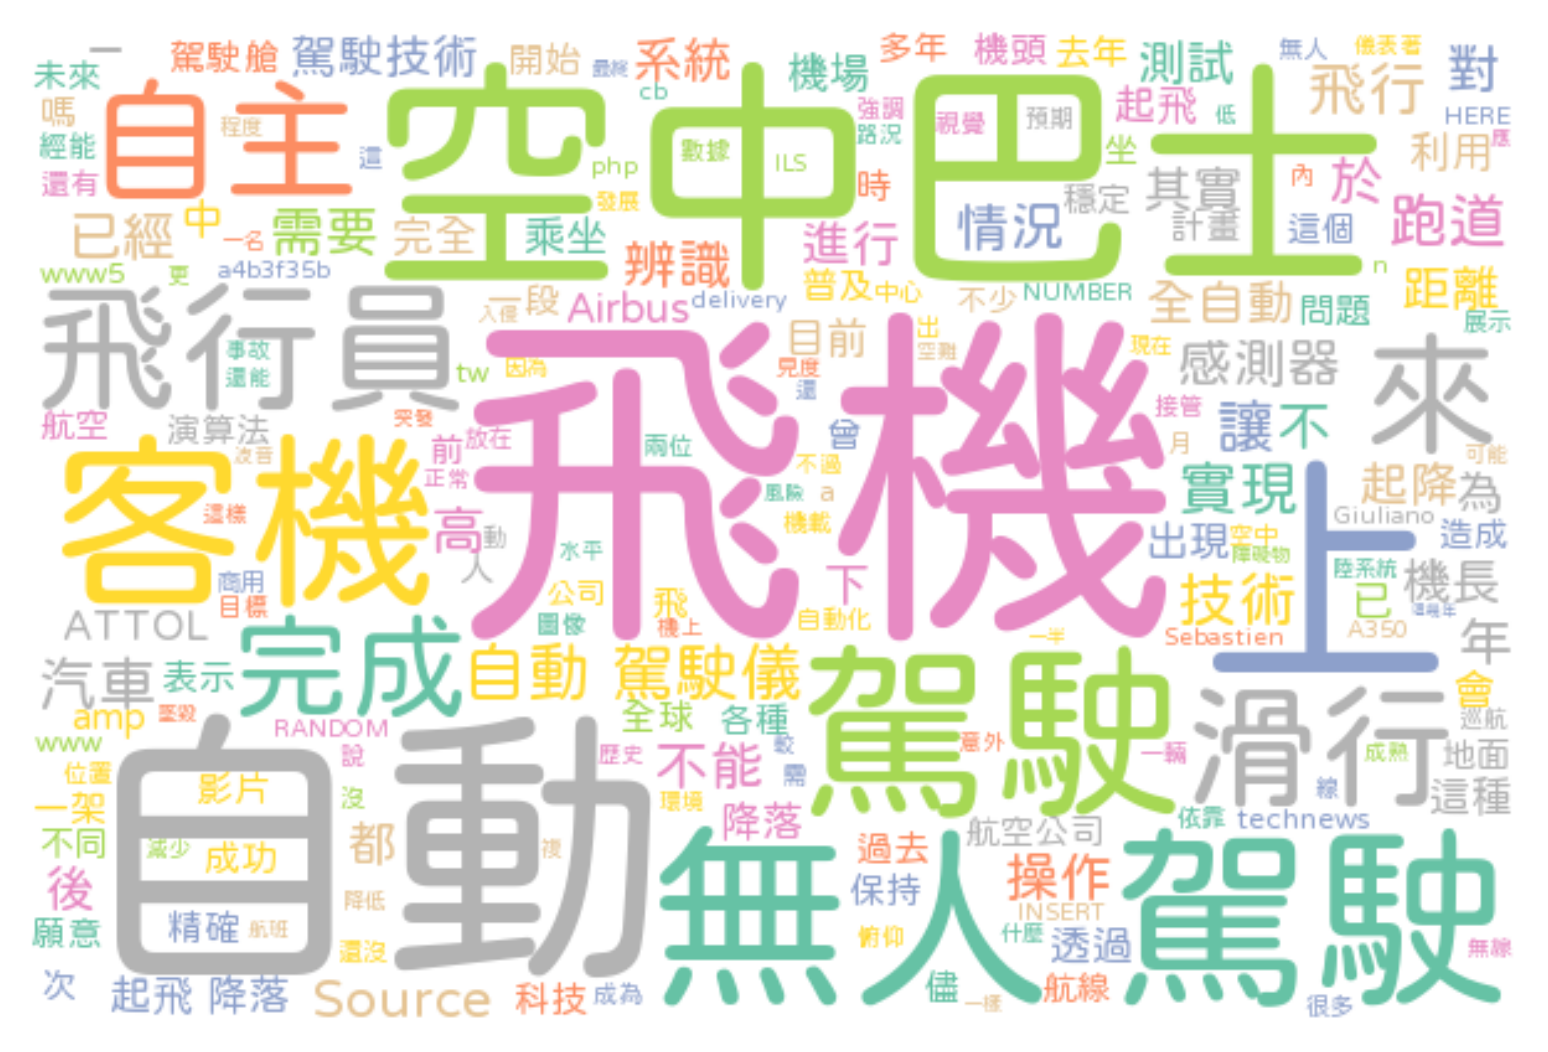 一 駕駛艙 駕駛技術 開始 最終 系統 多年 機頭 去年 測試 無人 儀表著 對
未來 cb 機場 飛行
嗎 自主 程度 空中巴士 強調 起飛 低 HERE
經能 這 php 數據 ILS 路況 視覺 預期 坐 利用 應
還有 發展 時 其實 內 於
已經 中 一名 需要 完全 乘坐 辨識 進行 情況 穩定 計畫 這個 跑道
www5 更 a4b3f35b n
飛行員 入侵 一段 Airbus delivery 普及 中心 不少 NUMBER 全自動 問題 距離 展示
事故 還能 tw 因為 目前 出 空難 現在 感測器 來
見度 還
航空 演算法 突發 前 放在 兩位 曾 接管 讓 不
客機 波音 正常 飛機 不過 月 可能
這樣 高 動 風險 a 實現 上 起降 為
機載 Giuliano
人 水平 下 出現 空中 障礙物 造成
商用 目標 公司 飛 技術 陸系統 已 機長 這幾年
ATTOL 完成 圖像 機上 自動化 一半 Sebastien A350 年
汽車 表示 自動 駕駛儀 駕駛 滑行 會
amp 墜毀 RANDOM 全球 各種 較 巡航
www 說 歷史 不能 需 意外 一輛 成熟 地面
位置 影片 自動 環境 線 這種
一架 沒 降落 依靠 technews
不同 減少 成功 都 複 無人 過去 航空公司 駕駛
後 降低 保持 操作
願意 精確 航班 還沒 俯仰 INSERT 什麼 透過 無線
次 起飛 降落 Source 科技 成為 儘 一樣 航線 很多